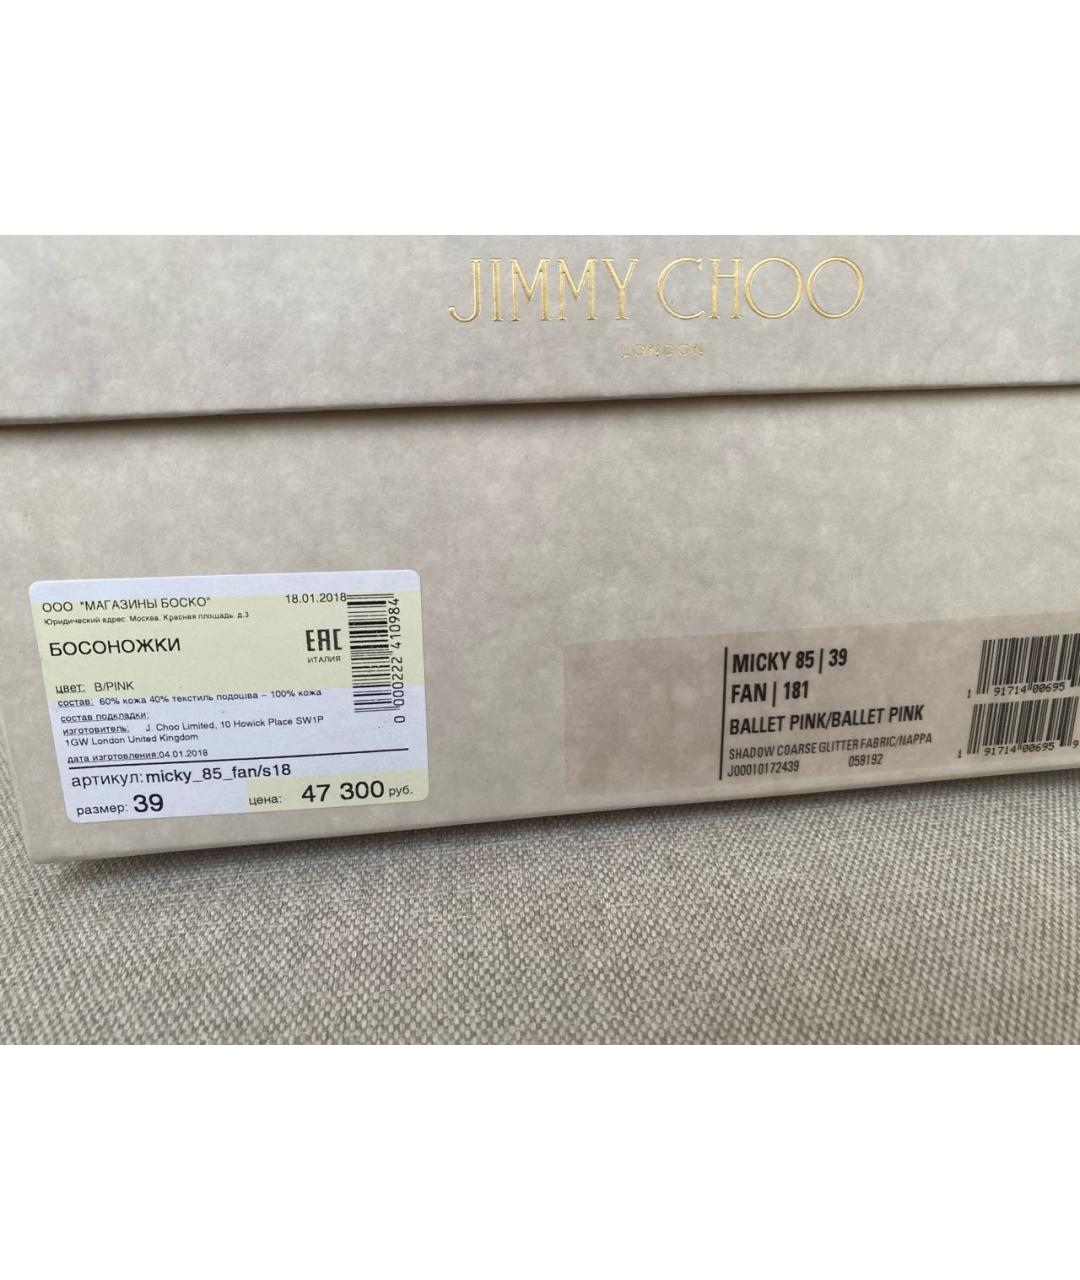 JIMMY CHOO
LONDON
ООО "МАГАЗИНЫ БОСКО" 18.01.2018
Юридический адрес: Москва, Красная площадь, д.3
БОСОНОЖКИ
ЕАС
ИТАЛИЯ
0 000222 410984
цвет: B/PINK
состав: 60% кожа 40% текстиль подошва – 100% кожа
состав подкладки:
изготовитель: J. Choo Limited, 10 Howick Place SW1P
1GW London United Kingdom
дата изготовления:04.01.2018
артикул:micky_85_fan/s18
размер: 39 цена: 47 300 руб.
MICKY 85 | 39
FAN | 181
BALLET PINK/BALLET PINK
SHADOW COARSE GLITTER FABRIC/NAPPA
J00010172439 058192
1 91714 00695
1 91714 00695 9